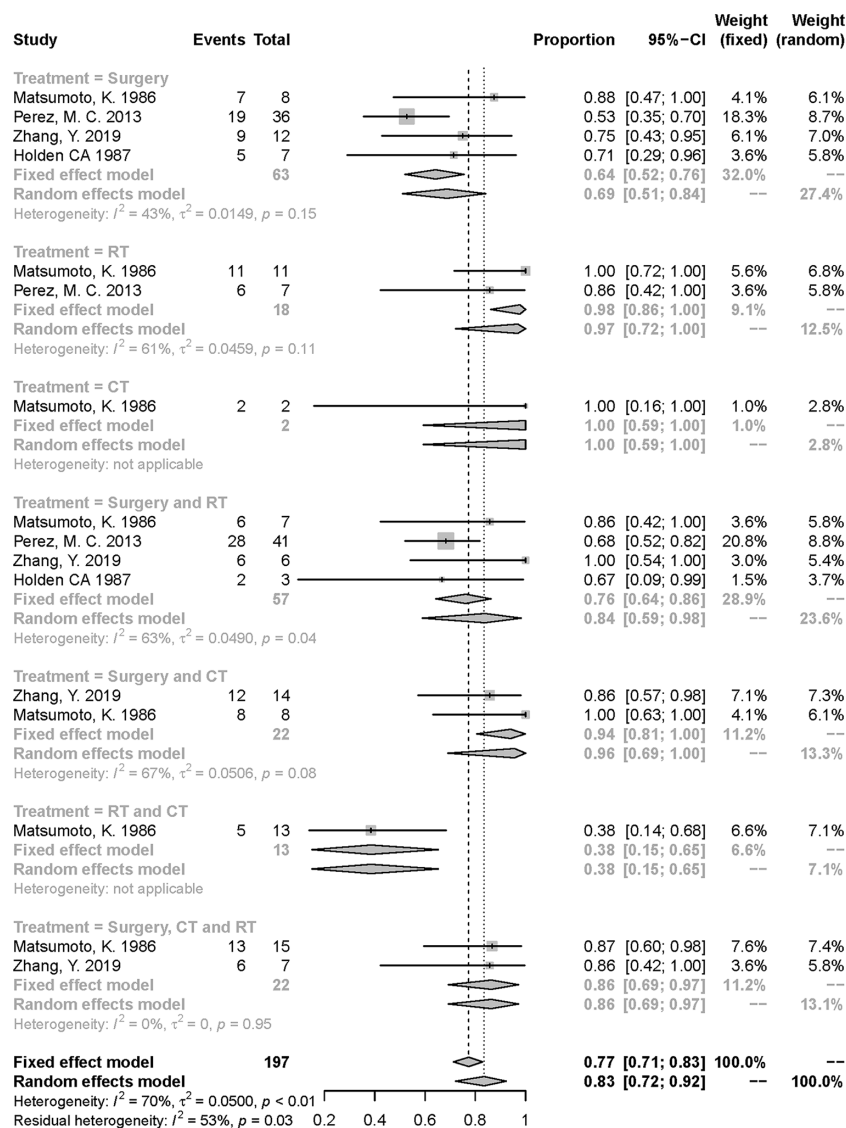 Weight Weight
Study Events Total Proportion 95%−CI (fixed) (random)
Treatment = Surgery
Matsumoto, K. 1986 7 8 0.88 [0.47; 1.00] 4.1% 6.1%
Perez, M. C. 2013 19 36 0.53 [0.35; 0.70] 18.3% 8.7%
Zhang, Y. 2019 9 12 0.75 [0.43; 0.95] 6.1% 7.0%
Holden CA 1987 5 7 0.71 [0.29; 0.96] 3.6% 5.8%
Fixed effect model 63 0.64 [0.52; 0.76] 32.0% −−
Random effects model 0.69 [0.51; 0.84] −− 27.4%
Heterogeneity: I² = 43%, τ² = 0.0149, p = 0.15
Treatment = RT
Matsumoto, K. 1986 11 11 1.00 [0.72; 1.00] 5.6% 6.8%
Perez, M. C. 2013 6 7 0.86 [0.42; 1.00] 3.6% 5.8%
Fixed effect model 18 0.98 [0.86; 1.00] 9.1% −−
Random effects model 0.97 [0.72; 1.00] −− 12.5%
Heterogeneity: I² = 61%, τ² = 0.0459, p = 0.11
Treatment = CT
Matsumoto, K. 1986 2 2 1.00 [0.16; 1.00] 1.0% 2.8%
Fixed effect model 2 1.00 [0.59; 1.00] 1.0% −−
Random effects model 1.00 [0.59; 1.00] −− 2.8%
Heterogeneity: not applicable
Treatment = Surgery and RT
Matsumoto, K. 1986 6 7 0.86 [0.42; 1.00] 3.6% 5.8%
Perez, M. C. 2013 28 41 0.68 [0.52; 0.82] 20.8% 8.8%
Zhang, Y. 2019 6 6 1.00 [0.54; 1.00] 3.0% 5.4%
Holden CA 1987 2 3 0.67 [0.09; 0.99] 1.5% 3.7%
Fixed effect model 57 0.76 [0.64; 0.86] 28.9% −−
Random effects model 0.84 [0.59; 0.98] −− 23.6%
Heterogeneity: I² = 63%, τ² = 0.0490, p = 0.04
Treatment = Surgery and CT
Zhang, Y. 2019 12 14 0.86 [0.57; 0.98] 7.1% 7.3%
Matsumoto, K. 1986 8 8 1.00 [0.63; 1.00] 4.1% 6.1%
Fixed effect model 22 0.94 [0.81; 1.00] 11.2% −−
Random effects model 0.96 [0.69; 1.00] −− 13.3%
Heterogeneity: I² = 67%, τ² = 0.0506, p = 0.08
Treatment = RT and CT
Matsumoto, K. 1986 5 13 0.38 [0.14; 0.68] 6.6% 7.1%
Fixed effect model 13 0.38 [0.15; 0.65] 6.6% −−
Random effects model 0.38 [0.15; 0.65] −− 7.1%
Heterogeneity: not applicable
Treatment = Surgery, CT and RT
Matsumoto, K. 1986 13 15 0.87 [0.60; 0.98] 7.6% 7.4%
Zhang, Y. 2019 6 7 0.86 [0.42; 1.00] 3.6% 5.8%
Fixed effect model 22 0.86 [0.69; 0.97] 11.2% −−
Random effects model 0.86 [0.69; 0.97] −− 13.1%
Heterogeneity: I² = 0%, τ² = 0, p = 0.95
Fixed effect model 197 0.77 [0.71; 0.83] 100.0% −−
Random effects model 0.83 [0.72; 0.92] −− 100.0%
Heterogeneity: I² = 70%, τ² = 0.0500, p < 0.01
Residual heterogeneity: I² = 53%, p = 0.03
0.2 0.4 0.6 0.8 1